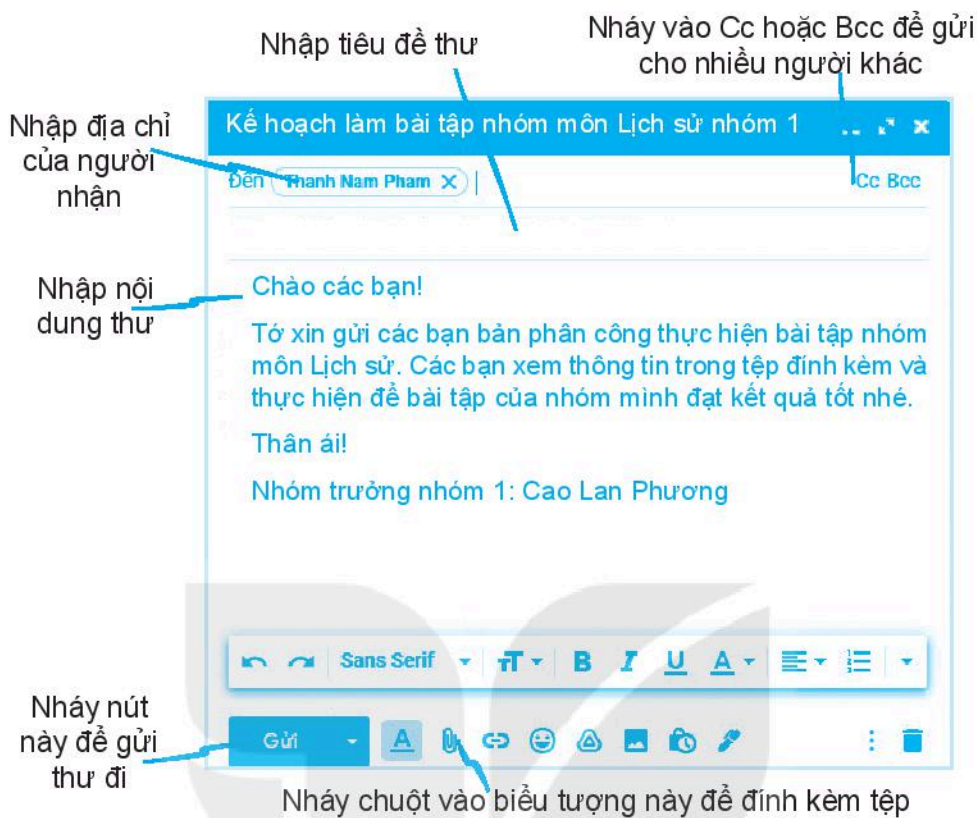 Nhập tiêu đề thư
Nháy vào Cc hoặc Bcc để gửi
cho nhiều người khác
Nhập địa chỉ
của người
nhận
Kế hoạch làm bài tập nhóm môn Lịch sử nhóm 1
Đến Thanh Nam Pham
Cc Bcc
Nhập nội
dung thư
Chào các bạn!
Tớ xin gửi các bạn bản phân công thực hiện bài tập nhóm
môn Lịch sử. Các bạn xem thông tin trong tệp đính kèm và
thực hiện để bài tập của nhóm mình đạt kết quả tốt nhé.
Thân ái!
Nhóm trưởng nhóm 1: Cao Lan Phương
Sans Serif
B I U A
Nháy nút
này để gửi
thư đi
Gửi
A
Nháy chuột vào biểu tượng này để đính kèm tệp